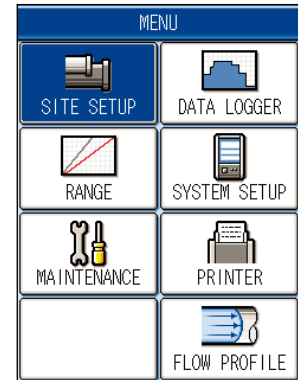 MENU
SITE SETUP
DATA LOGGER
RANGE
SYSTEM SETUP
MAINTENANCE
PRINTER
FLOW PROFILE